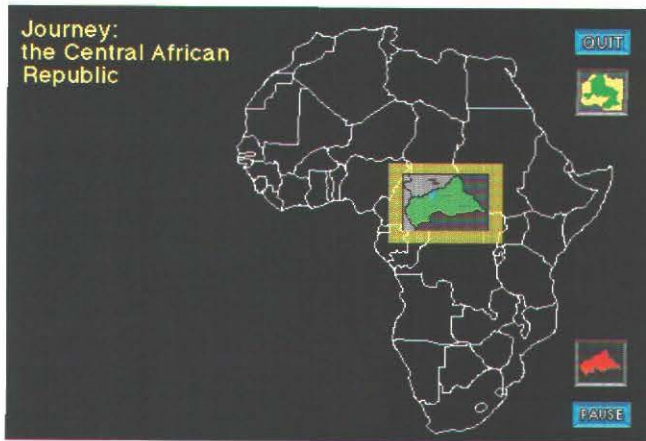 Journey:
the Central African
Republic
QUIT
PAUSE